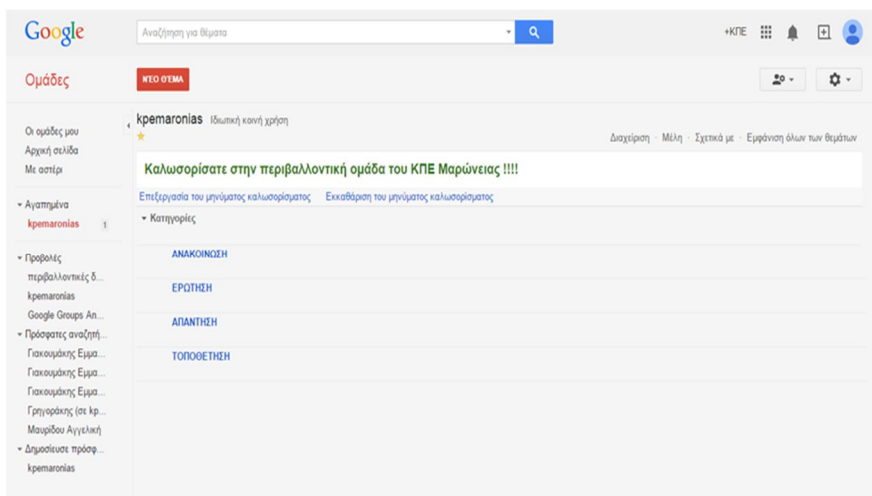 Google
Αναζήτηση για θέματα
+ΚΠΕ
Ομάδες
ΝΈΟ ΘΈΜΑ
Οι ομάδες μου
Αρχική σελίδα
Με αστέρι
Αγαπημένα
kpemaronias 1
Προβολές
περιβαλλοντικές δ...
kpemaronias
Google Groups An...
Πρόσφατες αναζητή...
Γιακουμάκης Εμμα...
Γιακουμάκης Εμμα...
Γιακουμάκης Εμμα...
Γρηγοράκης (σε kp...
Μαυρίδου Αγγελική
Δημοσίευσε πρόσφ...
kpemaronias
kpemaronias Ιδιωτική κοινή χρήση
Διαχείριση · Μέλη · Σχετικά με · Εμφάνιση όλων των θεμάτων
Καλωσορίσατε στην περιβαλλοντική ομάδα του ΚΠΕ Μαρώνειας !!!!
Επεξεργασία του μηνύματος καλωσορίσματος Εκκαθάριση του μηνύματος καλωσορίσματος
Κατηγορίες
ΑΝΑΚΟΙΝΩΣΗ
ΕΡΩΤΗΣΗ
ΑΠΑΝΤΗΣΗ
ΤΟΠΟΘΕΤΗΣΗ